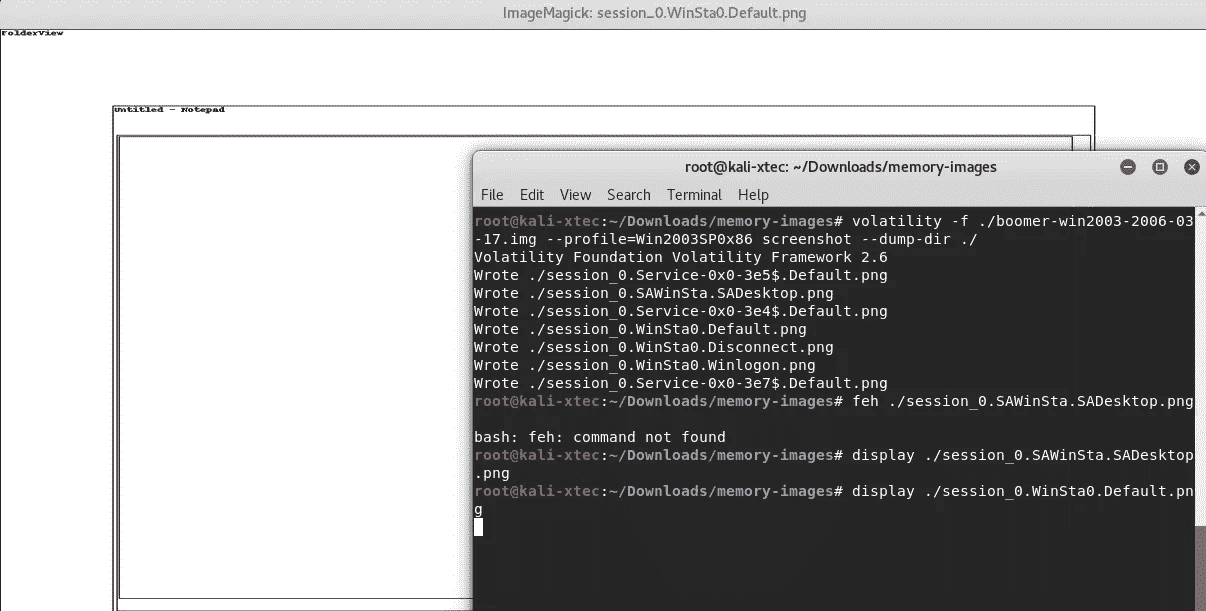 ImageMagick: session_0.WinSta0.Default.png
FolderView
Untitled - Notepad
root@kali-xtec: ~/Downloads/memory-images
File Edit View Search Terminal Help
root@kali-xtec:~/Downloads/memory-images# volatility -f ./boomer-win2003-2006-03
-17.img --profile=Win2003SP0x86 screenshot --dump-dir ./
Volatility Foundation Volatility Framework 2.6
Wrote ./session_0.Service-0x0-3e5$.Default.png
Wrote ./session_0.SAWinSta.SADesktop.png
Wrote ./session_0.Service-0x0-3e4$.Default.png
Wrote ./session_0.WinSta0.Default.png
Wrote ./session_0.WinSta0.Disconnect.png
Wrote ./session_0.WinSta0.Winlogon.png
Wrote ./session_0.Service-0x0-3e7$.Default.png
root@kali-xtec:~/Downloads/memory-images# feh ./session_0.SAWinSta.SADesktop.png
bash: feh: command not found
root@kali-xtec:~/Downloads/memory-images# display ./session_0.SAWinSta.SADesktop
.png
root@kali-xtec:~/Downloads/memory-images# display ./session_0.WinSta0.Default.pn
g